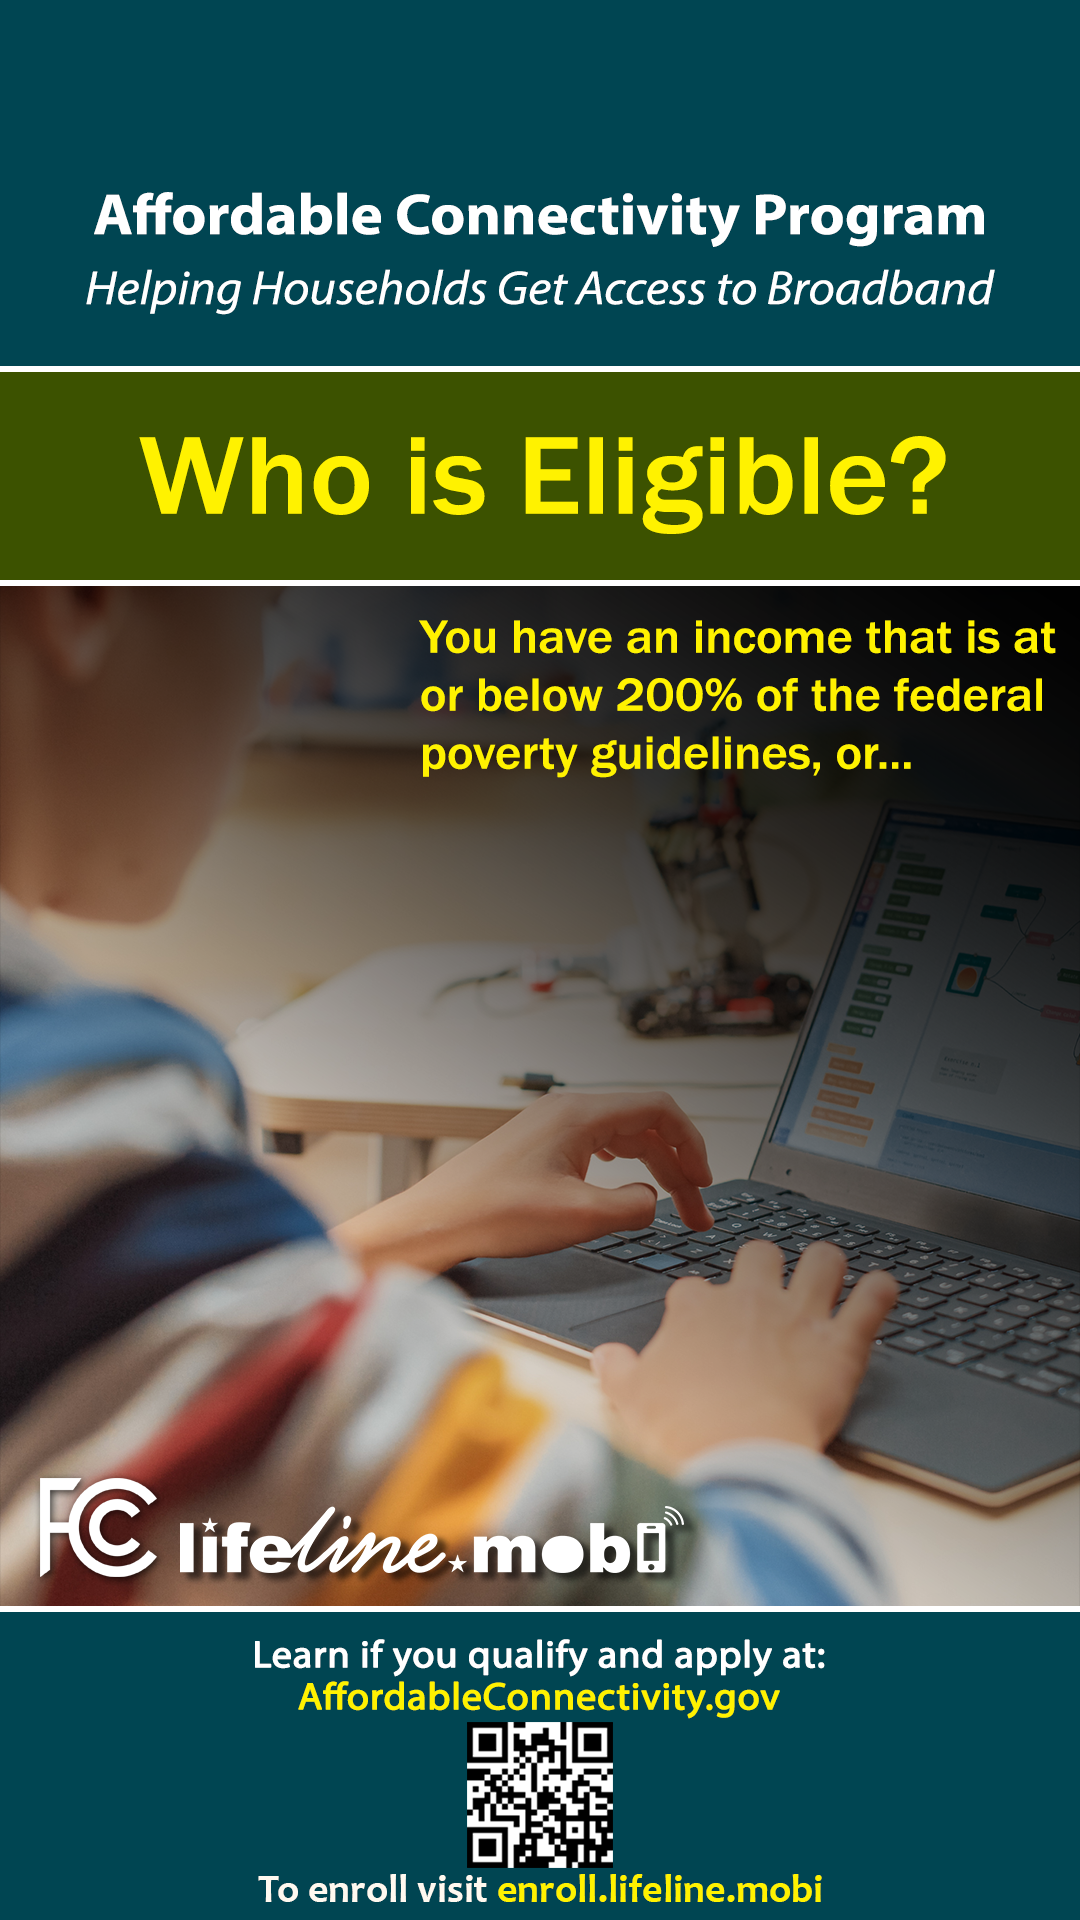 Affordable Connectivity Program
Helping Households Get Access to Broadband
Who is Eligible?
You have an income that is at
or below 200% of the federal
poverty guidelines, or...
FCC lifeline.mobi
Learn if you qualify and apply at:
AffordableConnectivity.gov
To enroll visit enroll.lifeline.mobi